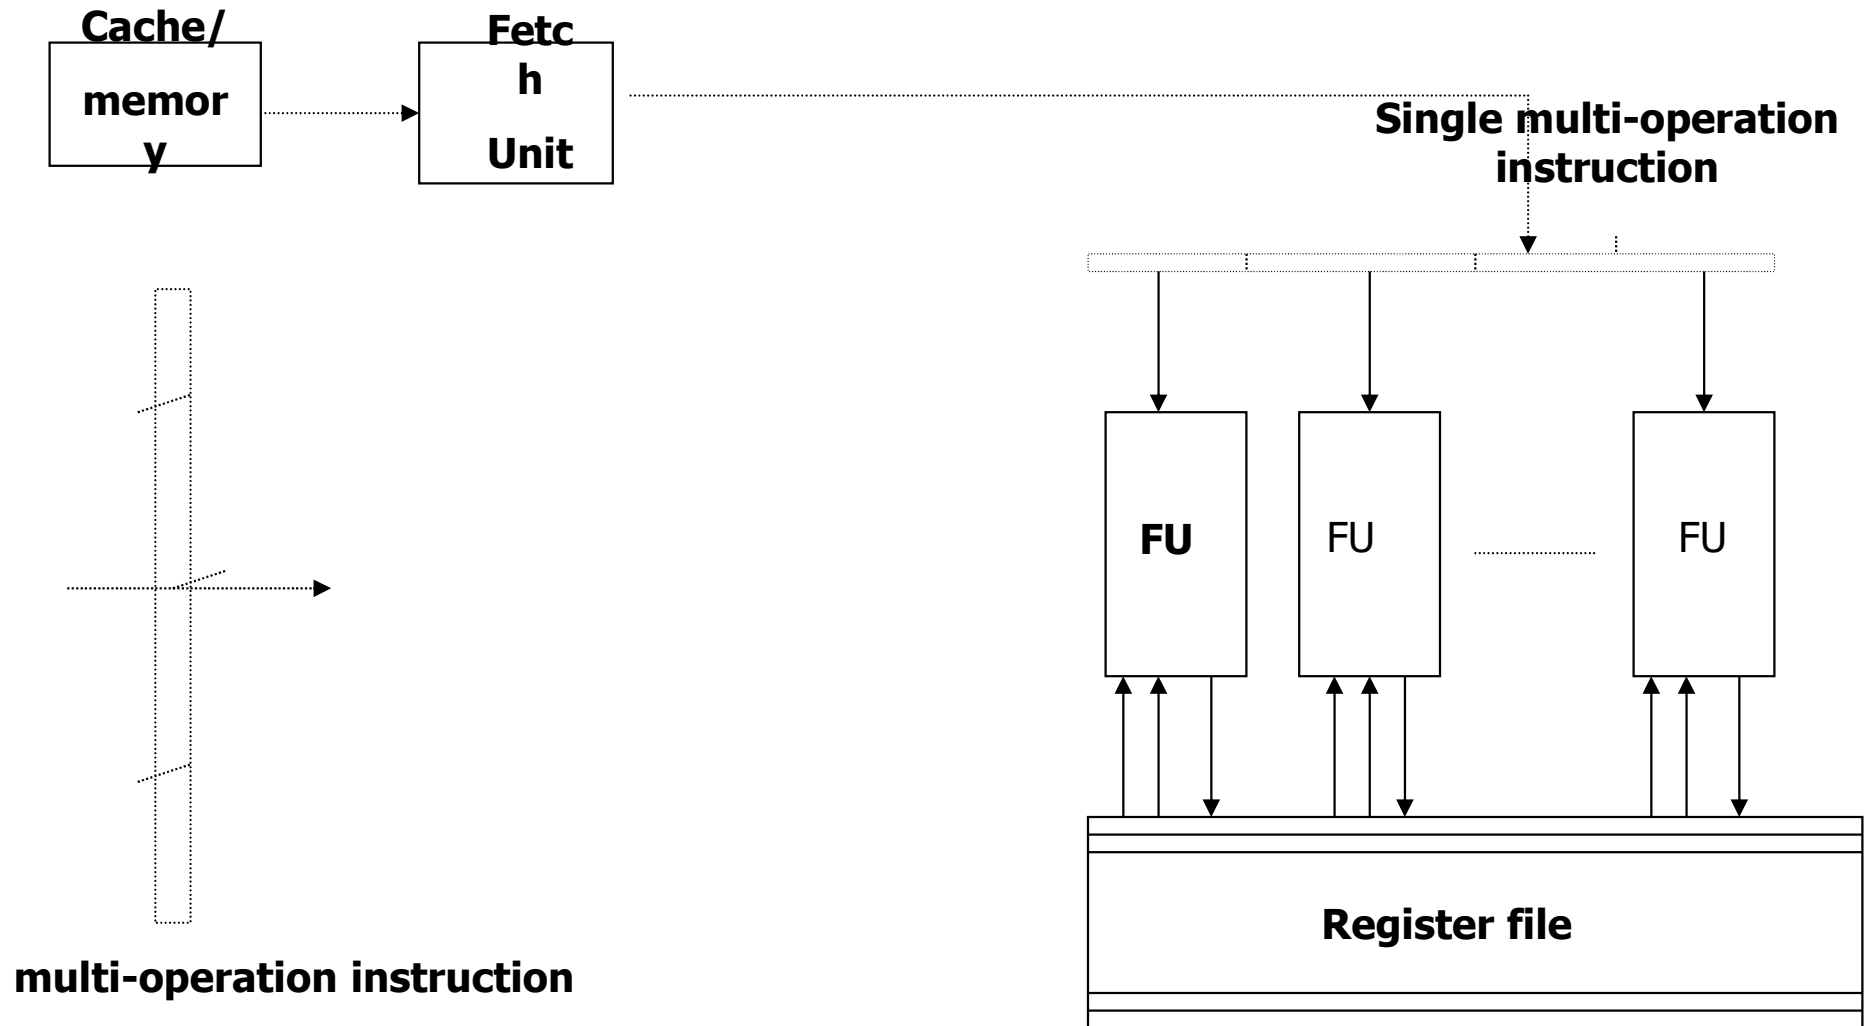 Cache/
memor
y
Fetc
h
Unit
Single multi-operation
instruction
FU
FU
FU
Register file
multi-operation instruction